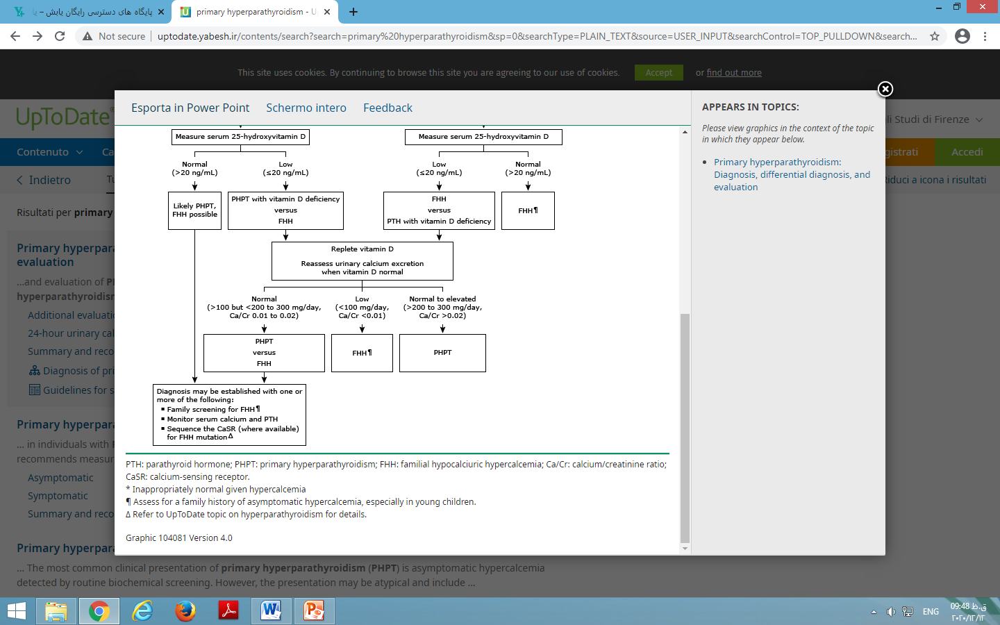 پایگاه های دسترسی رایگان یابش – یا
primary hyperparathyroidism - U
Not secure
uptodate.yabesh.ir/contents/search?search=primary%20hyperparathyroidism&sp=0&searchType=PLAIN_TEXT&source=USER_INPUT&searchControl=TOP_PULLDOWN&search...
This site uses cookies. By continuing to browse this site you are agreeing to our use of cookies.
Accept
or find out more
UpToDate®
li Studi di Firenze
Contenuto
Ca
gistrati
Accedi
Indietro
Tu
Riduci a icona i risultati
Risultati per primary
Primary hyperpara
evaluation
...and evaluation of P
hyperparathyroidism
Additional evaluatio
24-hour urinary cal
Summary and reco
Diagnosis of pri
Guidelines for s
Primary hyperpara
... in individuals with
recommends measur
Asymptomatic
Symptomatic
Summary and reco
Primary hyperpara
... The most common clinical presentation of primary hyperparathyroidism (PHPT) is asymptomatic hypercalcemia
detected by routine biochemical screening. However, the presentation may be atypical and include ...
Esporta in Power Point
Schermo intero
Feedback
Measure serum 25-hydroxyvitamin D
Measure serum 25-hydroxyvitamin D
Normal
(>20 ng/mL)
Low
(≤20 ng/mL)
Low
(≤20 ng/mL)
Normal
(>20 ng/mL)
Likely PHPT,
FHH possible
PHPT with vitamin D deficiency
versus
FHH
FHH
versus
PTH with vitamin D deficiency
FHH¶
Replete vitamin D
Reassess urinary calcium excretion
when vitamin D normal
Normal
(>100 but <200 to 300 mg/day,
Ca/Cr 0.01 to 0.02)
Low
(<100 mg/day,
Ca/Cr <0.01)
Normal to elevated
(>200 to 300 mg/day,
Ca/Cr >0.02)
PHPT
versus
FHH
FHH¶
PHPT
Diagnosis may be established with one or
more of the following:
▪ Family screening for FHH¶
▪ Monitor serum calcium and PTH
▪ Sequence the CaSR (where available)
for FHH mutationΔ
PTH: parathyroid hormone; PHPT: primary hyperparathyroidism; FHH: familial hypocalciuric hypercalcemia; Ca/Cr: calcium/creatinine ratio;
CaSR: calcium-sensing receptor.
* Inappropriately normal given hypercalcemia
¶ Assess for a family history of asymptomatic hypercalcemia, especially in young children.
Δ Refer to UpToDate topic on hyperparathyroidism for details.
Graphic 104081 Version 4.0
APPEARS IN TOPICS:
Please view graphics in the context of the topic
in which they appear below.
• Primary hyperparathyroidism:
Diagnosis, differential diagnosis, and
evaluation
ENG
09:48 ق.ظ
۲۰۲۰/۱۲/۱۲